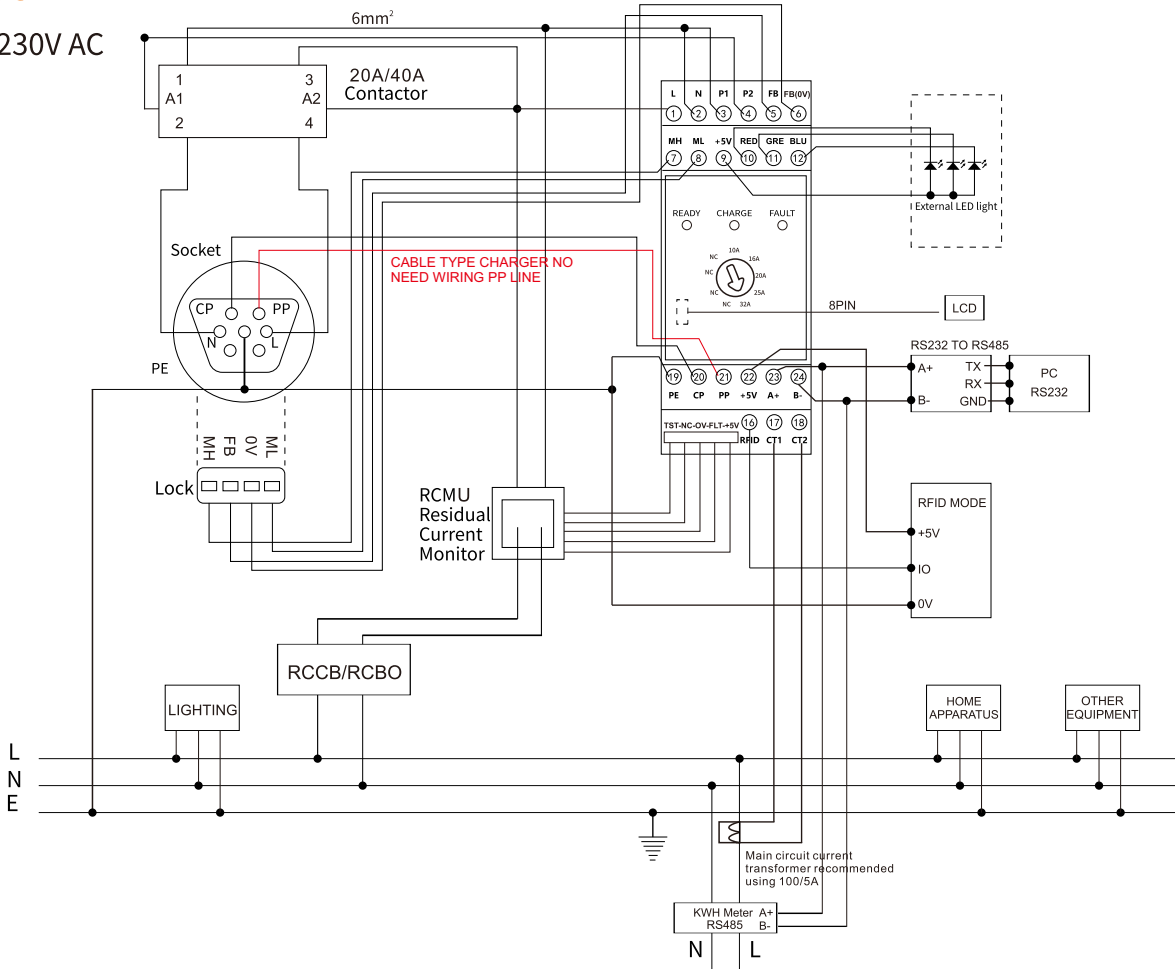 230V AC
6mm²
1
3
A1
A2
2
4
20A/40A
Contactor
L N P1 P2 FB FB(0V)
1 2 3 4 5 6
MH ML +5V RED GRE BLU
7 8 9 10 11 12
External LED light
READY CHARGE FAULT
10A
NC
16A
NC
20A
NC
25A
NC
32A
8PIN
LCD
Socket
CABLE TYPE CHARGER NO
NEED WIRING PP LINE
CP
PP
N
L
PE
RS232 TO RS485
A+
B-
TX
RX
GND
PC
RS232
19 20 21 22 23 24
PE CP PP +5V A+ B-
16 17 18
TST-NC-OV-FLT-+5V
RFID CT1 CT2
MH
FB
0V
ML
Lock
RCMU
Residual
Current
Monitor
RFID MODE
+5V
IO
0V
RCCB/RCBO
LIGHTING
HOME
APPARATUS
OTHER
EQUIPMENT
L
N
E
Main circuit current
transformer recommended
using 100/5A
KWH Meter
RS485
A+
B-
N
L